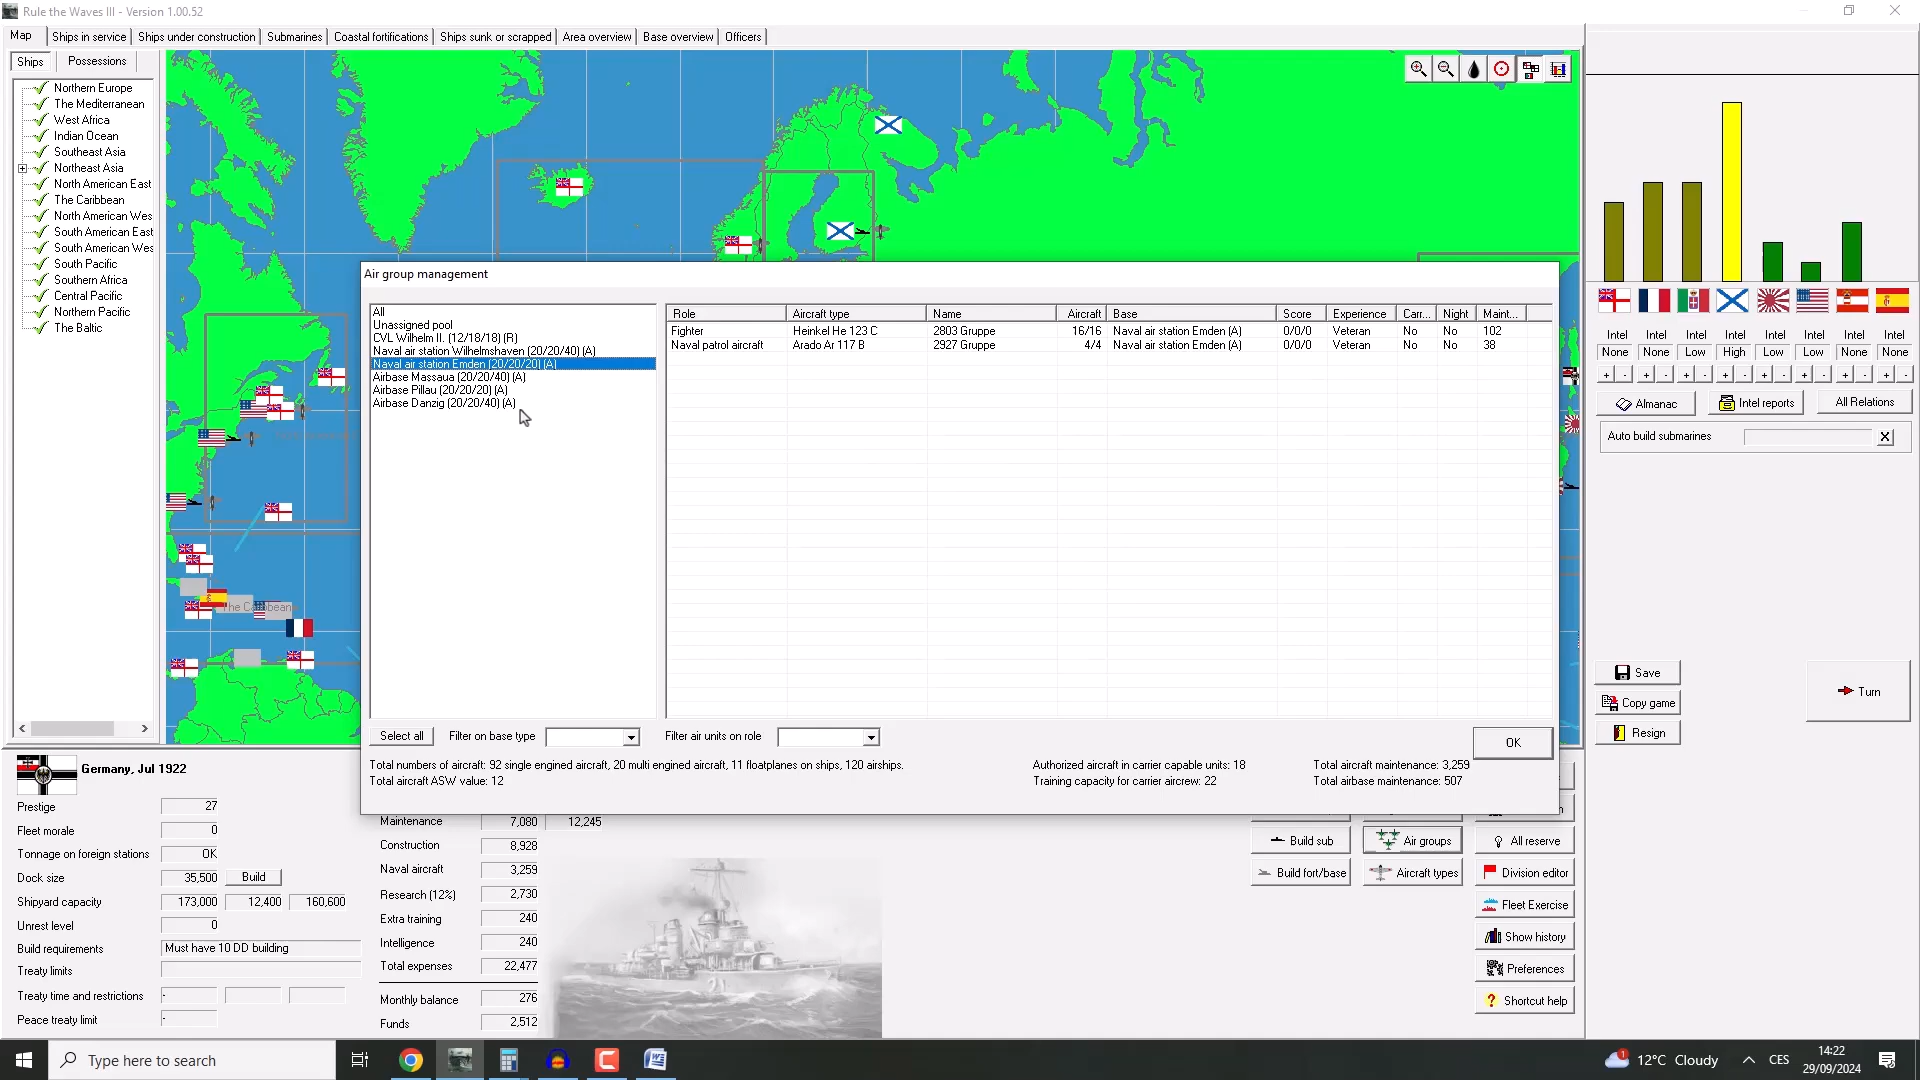 Rule the Waves III - Version 1.00.52
Map
Ships in service
Ships under construction
Submarines
Coastal fortifications
Ships sunk or scrapped
Area overview
Base overview
Officers
Ships
Possessions
Northern Europe
The Mediterranean
West Africa
Indian Ocean
Southeast Asia
Northeast Asia
North American East
The Caribbean
North American Wes
South American East
South American Wes
South Pacific
Southern Africa
Central Pacific
Northern Pacific
The Baltic
The Caribbean
Air group management
All
Unassigned pool
CVL Wilhelm II. (12/18/18) (R)
Naval air station Wilhelmshaven (20/20/40) (A)
Naval air station Emden (20/20/20) (A)
Airbase Massaua (20/20/40) (A)
Airbase Pillau (20/20/20) (A)
Airbase Danzig (20/20/40) (A)
Role Aircraft type Name Aircraft Base Score Experience Carr... Night Maint...
Fighter Heinkel He 123 C 2803 Gruppe 16/16 Naval air station Emden (A) 0/0/0 Veteran No No 102
Naval patrol aircraft Arado Ar 117 B 2927 Gruppe 4/4 Naval air station Emden (A) 0/0/0 Veteran No No 38
Select all
Filter on base type
Filter air units on role
OK
Total numbers of aircraft: 92 single engined aircraft, 20 multi engined aircraft, 11 floatplanes on ships, 120 airships.
Total aircraft ASW value: 12
Authorized aircraft in carrier capable units: 18
Training capacity for carrier aircrew: 22
Total aircraft maintenance: 3,259
Total airbase maintenance: 507
Intel Intel Intel Intel Intel Intel Intel Intel
None None Low High Low Low None None
+ - + - + - + - + - + - + - + -
Almanac
Intel reports
All Relations
Auto build submarines
X
Save
Copy game
Resign
Turn
Germany, Jul 1922
Prestige 27
Fleet morale 0
Tonnage on foreign stations OK
Dock size 35,500 Build
Shipyard capacity 173,000 12,400 160,600
Unrest level 0
Build requirements Must have 10 DD building
Treaty limits
Treaty time and restrictions -
Peace treaty limit -
Maintenance 7,080 12,245
Construction 8,928
Naval aircraft 3,259
Research (12%) 2,730
Extra training 240
Intelligence 240
Total expenses 22,477
Monthly balance 276
Funds 2,512
Build sub
Air groups
All reserve
Build fort/base
Aircraft types
Division editor
Fleet Exercise
Show history
Preferences
Shortcut help
Type here to search
12°C Cloudy
CES
14:22
29/09/2024